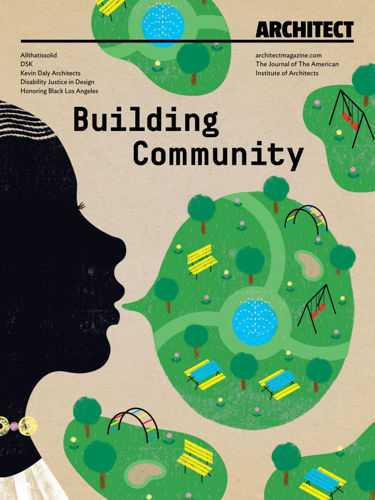 ARCHITECT
Allthatissolid
DSK
Kevin Daly Architects
Disability Justice in Design
Honoring Black Los Angeles
architectmagazine.com
The Journal of The American
Institute of Architects
Building
Community